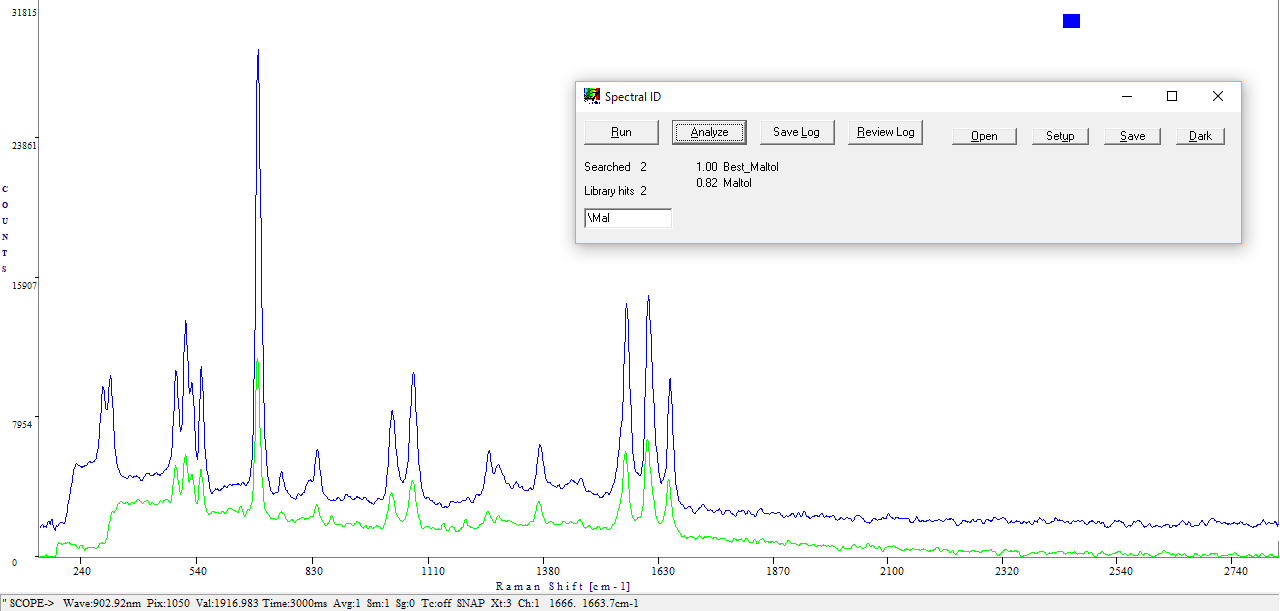 31815
23861
COUNTS
15907
7954
0
Spectral ID
Run Analyze Save Log Review Log Open Setup Save Dark
Searched 2 1.00 Best_Maltol
0.82 Maltol
Library hits 2
\Mal
240 540 830 1110 1380 1630 1870 2100 2320 2540 2740
Raman Shift [cm-1]
" SCOPE-> Wave:902.92nm Pix:1050 Val:1916.983 Time:3000ms Avg:1 Sm:1 Sg:0 Tc:off SNAP Xt:3 Ch:1 1666. 1663.7cm-1